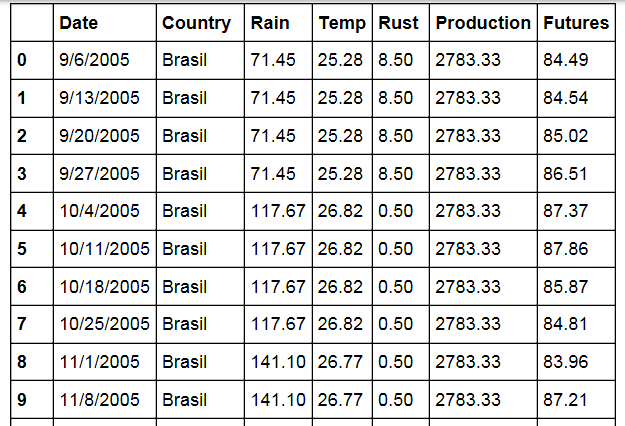 Date Country Rain Temp Rust Production Futures
0 9/6/2005 Brasil 71.45 25.28 8.50 2783.33 84.49
1 9/13/2005 Brasil 71.45 25.28 8.50 2783.33 84.54
2 9/20/2005 Brasil 71.45 25.28 8.50 2783.33 85.02
3 9/27/2005 Brasil 71.45 25.28 8.50 2783.33 86.51
4 10/4/2005 Brasil 117.67 26.82 0.50 2783.33 87.37
5 10/11/2005 Brasil 117.67 26.82 0.50 2783.33 87.86
6 10/18/2005 Brasil 117.67 26.82 0.50 2783.33 85.87
7 10/25/2005 Brasil 117.67 26.82 0.50 2783.33 84.81
8 11/1/2005 Brasil 141.10 26.77 0.50 2783.33 83.96
9 11/8/2005 Brasil 141.10 26.77 0.50 2783.33 87.21